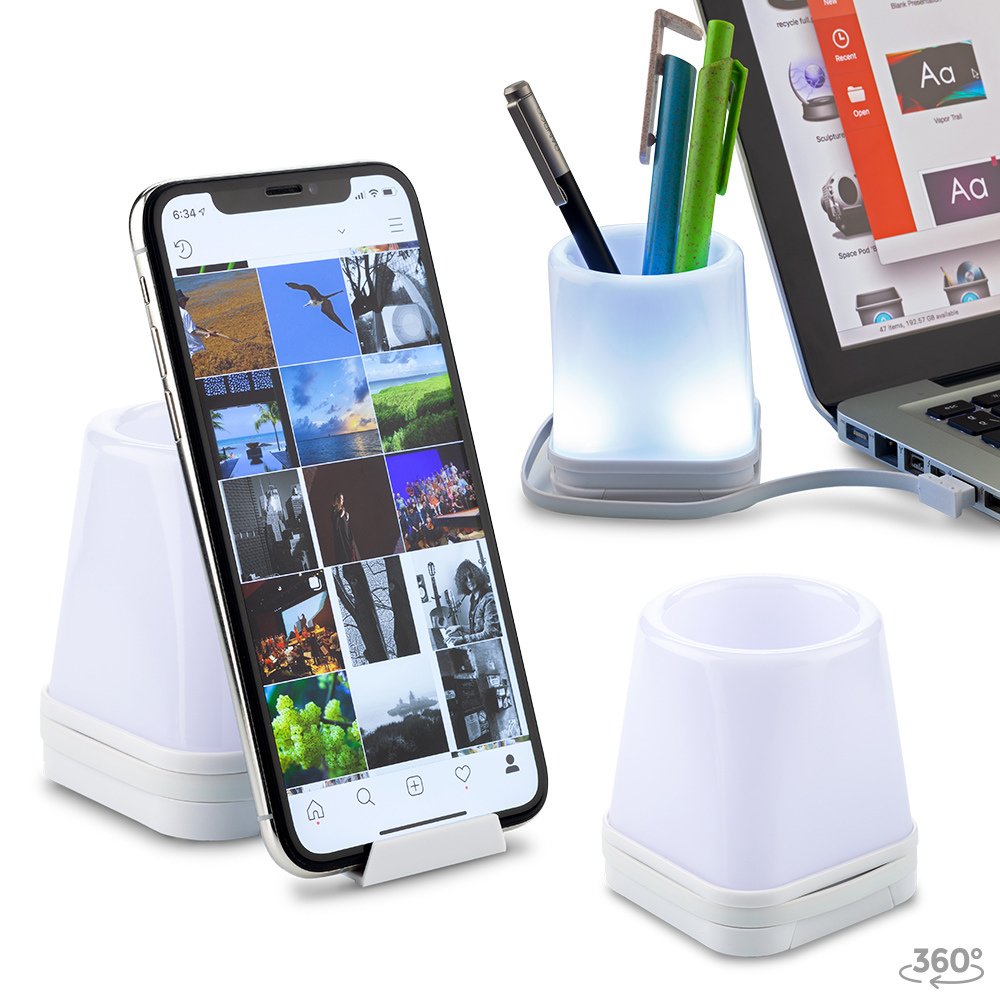 6:34
recycle full
Blank Presentation
New
Recent
Open
Aa
Vapor Trail
Sculpture
Aa
Space Pod
47 items, 192.57 GB available
360°